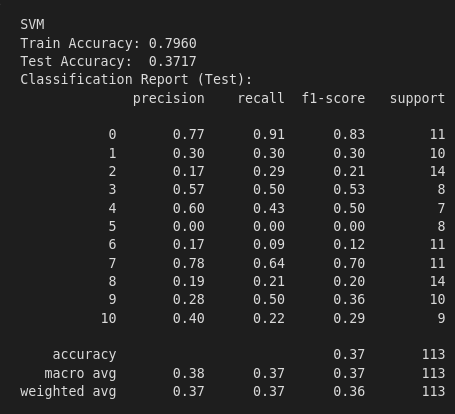 SVM
Train Accuracy: 0.7960
Test Accuracy:  0.3717
Classification Report (Test):
              precision    recall  f1-score   support

           0       0.77      0.91      0.83        11
           1       0.30      0.30      0.30        10
           2       0.17      0.29      0.21        14
           3       0.57      0.50      0.53         8
           4       0.60      0.43      0.50         7
           5       0.00      0.00      0.00         8
           6       0.17      0.09      0.12        11
           7       0.78      0.64      0.70        11
           8       0.19      0.21      0.20        14
           9       0.28      0.50      0.36        10
          10       0.40      0.22      0.29         9

    accuracy                           0.37       113
   macro avg       0.38      0.37      0.37       113
weighted avg       0.37      0.37      0.36       113